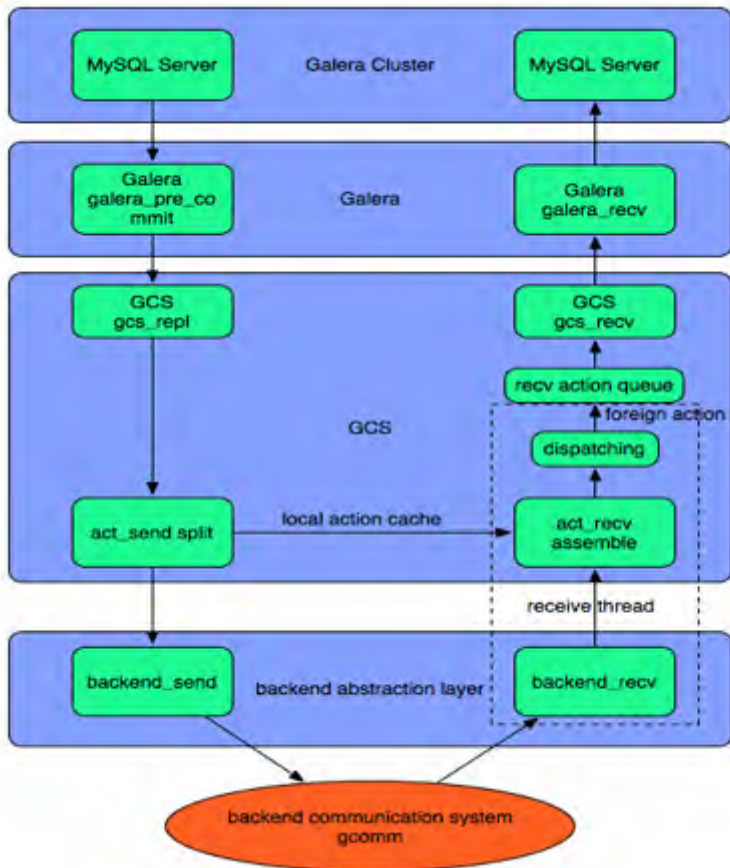 MySQL Server
Galera Cluster
MySQL Server
Galera
galera_pre_co
mmit
Galera
Galera
galera_recv
GCS
gcs_repl
GCS
gcs_recv
recv action queue
foreign action
GCS
dispatching
act_send split
local action cache
act_recv
assemble
receive thread
backend_send
backend abstraction layer
backend_recv
backend communication system
gcomm